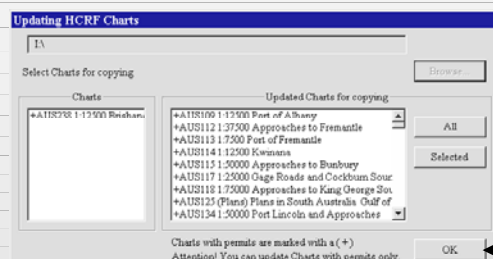 Updating HCRF Charts
I:\
Select Charts for copying
Browse...
Charts
Updated Charts for copying
+AUS238 1:12500 Brisban
+AUS109 1:12500 Port of Albany
+AUS112 1:37500 Approaches to Fremantle
+AUS113 1:7500 Port of Fremantle
+AUS114 1:12500 Kwinana
+AUS115 1:50000 Approaches to Bunbury
+AUS117 1:25000 Gage Roads and Cockburn Soun
+AUS118 1:75000 Approaches to King George Sou
+AUS125 (Plans) Plans in South Australia Gulf of
+AUS134 1:50000 Port Lincoln and Approaches
All
Selected
Charts with permits are marked with a (+)
Attention! You can update Charts with permits only.
OK